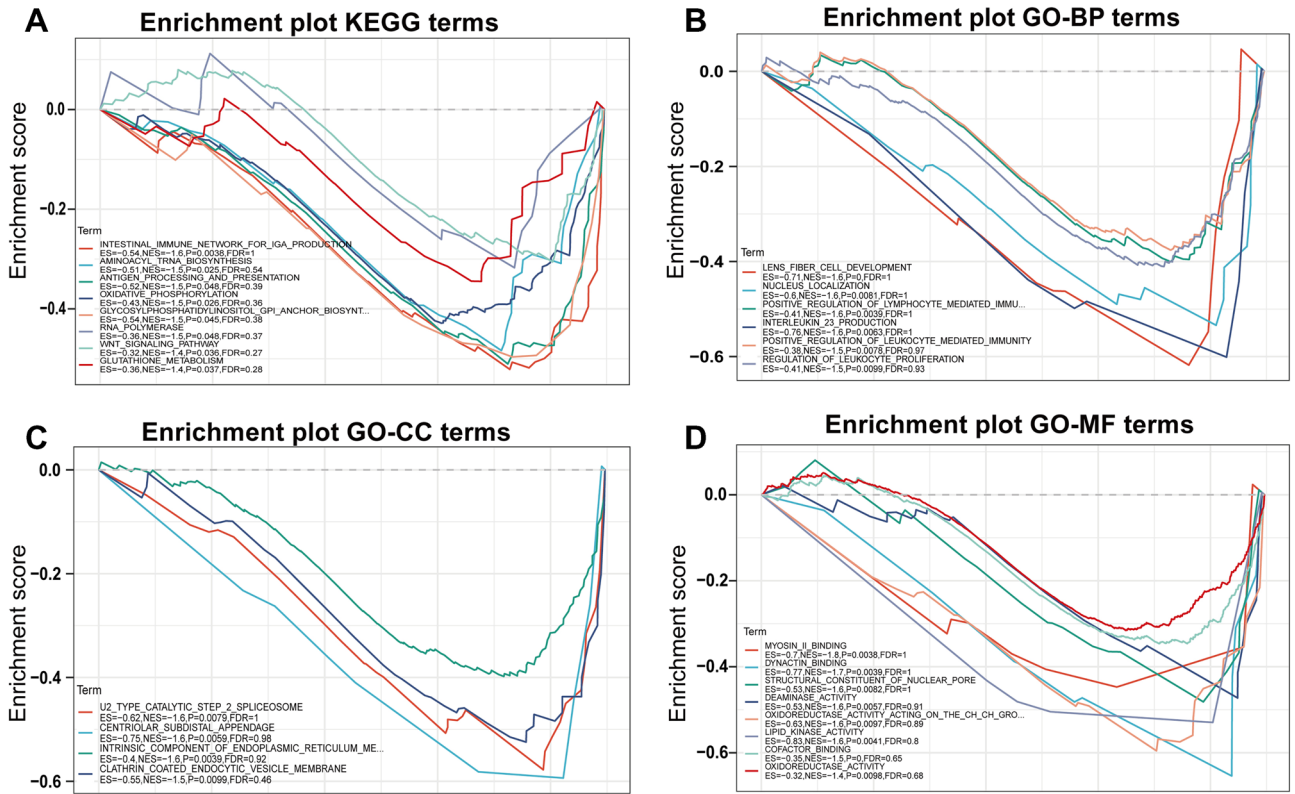 A
Enrichment plot KEGG terms
Enrichment score
0.0
−0.2
−0.4
Term
INTESTINAL_IMMUNE_NETWORK_FOR_IGA_PRODUCTION
ES=−0.54,NES=−1.6,P=0.0038,FDR=1
AMINOACYL_TRNA_BIOSYNTHESIS
ES=−0.51,NES=−1.5,P=0.025,FDR=0.54
ANTIGEN_PROCESSING_AND_PRESENTATION
ES=−0.52,NES=−1.5,P=0.048,FDR=0.39
OXIDATIVE_PHOSPHORYLATION
ES=−0.43,NES=−1.5,P=0.026,FDR=0.36
GLYCOSYLPHOSPHATIDYLINOSITOL_GPI_ANCHOR_BIOSYNT...
ES=−0.54,NES=−1.5,P=0.045,FDR=0.38
RNA_POLYMERASE
ES=−0.36,NES=−1.5,P=0.048,FDR=0.37
WNT_SIGNALING_PATHWAY
ES=−0.32,NES=−1.4,P=0.036,FDR=0.27
GLUTATHIONE_METABOLISM
ES=−0.36,NES=−1.4,P=0.037,FDR=0.28
B
Enrichment plot GO-BP terms
Enrichment score
0.0
−0.2
−0.4
−0.6
Term
LENS_FIBER_CELL_DEVELOPMENT
ES=−0.71,NES=−1.6,P=0,FDR=1
NUCLEUS_LOCALIZATION
ES=−0.6,NES=−1.6,P=0.0081,FDR=1
POSITIVE_REGULATION_OF_LYMPHOCYTE_MEDIATED_IMMU...
ES=−0.41,NES=−1.6,P=0.0039,FDR=1
INTERLEUKIN_23_PRODUCTION
ES=−0.76,NES=−1.6,P=0.0063,FDR=1
POSITIVE_REGULATION_OF_LEUKOCYTE_MEDIATED_IMMUNITY
ES=−0.38,NES=−1.5,P=0.0078,FDR=0.97
REGULATION_OF_LEUKOCYTE_PROLIFERATION
ES=−0.41,NES=−1.5,P=0.0099,FDR=0.93
C
Enrichment plot GO-CC terms
Enrichment score
0.0
−0.2
−0.4
−0.6
Term
U2_TYPE_CATALYTIC_STEP_2_SPLICEOSOME
ES=−0.62,NES=−1.6,P=0.0079,FDR=1
CENTRIOLAR_SUBDISTAL_APPENDAGE
ES=−0.75,NES=−1.6,P=0.0059,FDR=0.98
INTRINSIC_COMPONENT_OF_ENDOPLASMIC_RETICULUM_ME...
ES=−0.4,NES=−1.6,P=0.0039,FDR=0.92
CLATHRIN_COATED_ENDOCYTIC_VESICLE_MEMBRANE
ES=−0.55,NES=−1.5,P=0.0099,FDR=0.46
D
Enrichment plot GO-MF terms
Enrichment score
0.0
−0.2
−0.4
−0.6
Term
MYOSIN_II_BINDING
ES=−0.7,NES=−1.8,P=0.0038,FDR=1
DYNACTIN_BINDING
ES=−0.77,NES=−1.7,P=0.0039,FDR=1
STRUCTURAL_CONSTITUENT_OF_NUCLEAR_PORE
ES=−0.53,NES=−1.6,P=0.0082,FDR=1
DEAMINASE_ACTIVITY
ES=−0.53,NES=−1.6,P=0.0057,FDR=0.91
OXIDOREDUCTASE_ACTIVITY_ACTING_ON_THE_CH_CH_GRO...
ES=−0.63,NES=−1.6,P=0.0097,FDR=0.89
LIPID_KINASE_ACTIVITY
ES=−0.83,NES=−1.6,P=0.0041,FDR=0.8
COFACTOR_BINDING
ES=−0.35,NES=−1.5,P=0,FDR=0.65
OXIDOREDUCTASE_ACTIVITY
ES=−0.32,NES=−1.4,P=0.0098,FDR=0.68